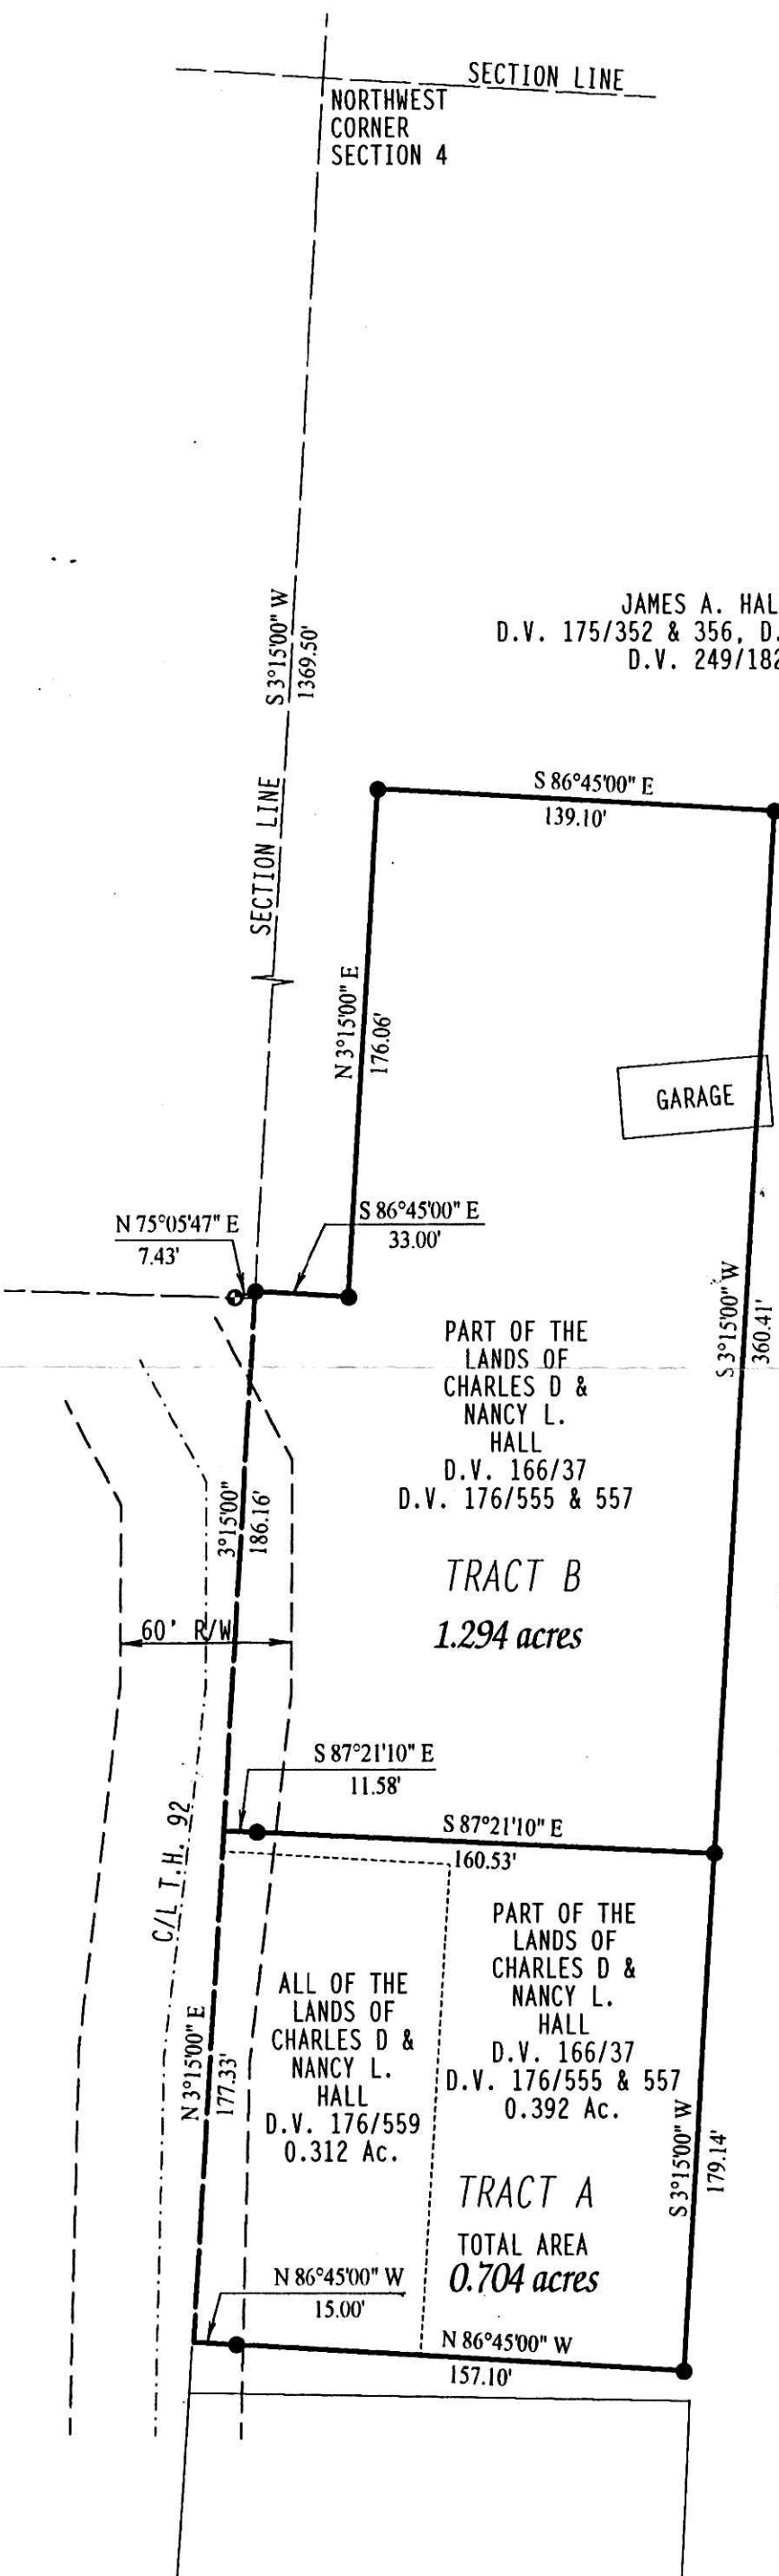 SECTION LINE
NORTHWEST
CORNER
SECTION 4
S 3°15'00" W
1369.50'
JAMES A. HAL
D.V. 175/352 & 356, D.
D.V. 249/182
SECTION LINE
S 86°45'00" E
139.10'
N 3°15'00" E
176.06'
GARAGE
N 75°05'47" E
7.43'
S 86°45'00" E
33.00'
S 3°15'00" W
360.41'
PART OF THE
LANDS OF
CHARLES D &
NANCY L.
HALL
D.V. 166/37
D.V. 176/555 & 557
3°15'00"
186.16'
TRACT B
1.294 acres
60' R/W
S 87°21'10" E
11.58'
S 87°21'10" E
160.53'
C/L T.H. 92
PART OF THE
LANDS OF
CHARLES D &
NANCY L.
HALL
D.V. 166/37
D.V. 176/555 & 557
0.392 Ac.
ALL OF THE
LANDS OF
CHARLES D &
NANCY L.
HALL
D.V. 176/559
0.312 Ac.
N 3°15'00" E
177.33'
S 3°15'00" W
179.14'
TRACT A
TOTAL AREA
0.704 acres
N 86°45'00" W
15.00'
N 86°45'00" W
157.10'